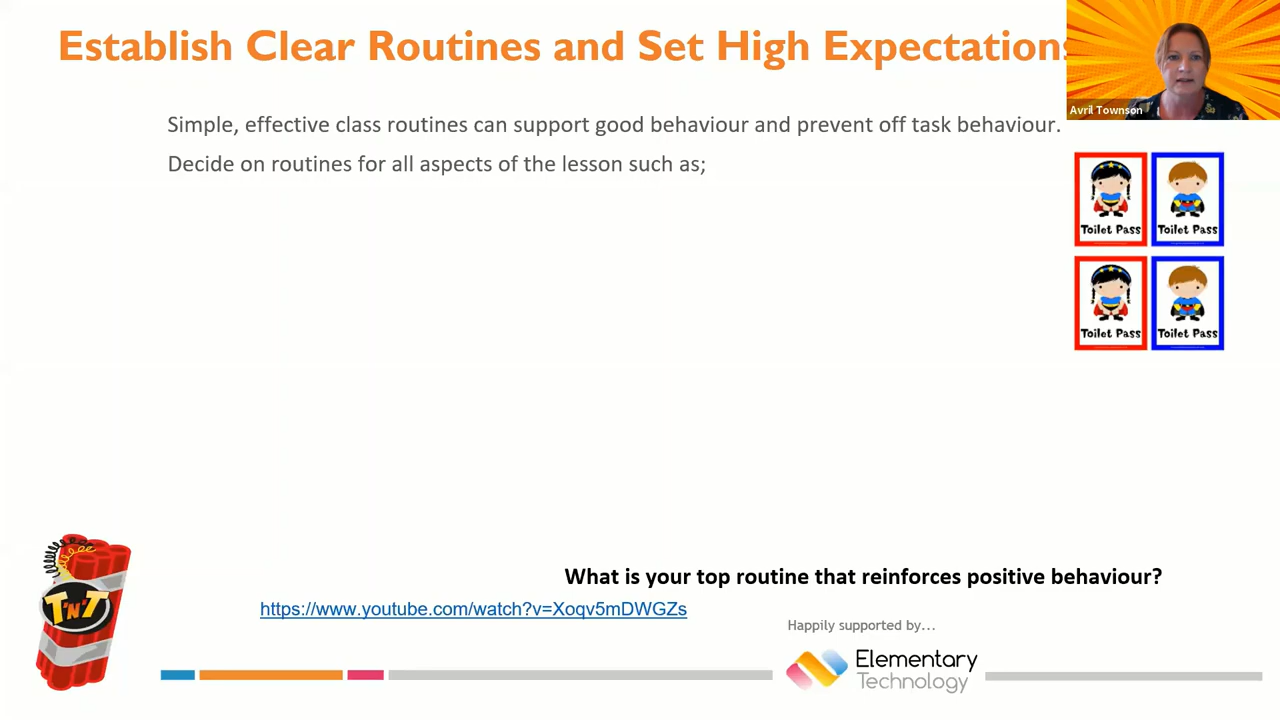 Establish Clear Routines and Set High Expectations
Avril Townson
Simple, effective class routines can support good behaviour and prevent off task behaviour.
Decide on routines for all aspects of the lesson such as;
Toilet Pass
Toilet Pass
Toilet Pass
Toilet Pass
T'N'T
What is your top routine that reinforces positive behaviour?
https://www.youtube.com/watch?v=Xoqv5mDWGZs
Happily supported by...
Elementary
Technology